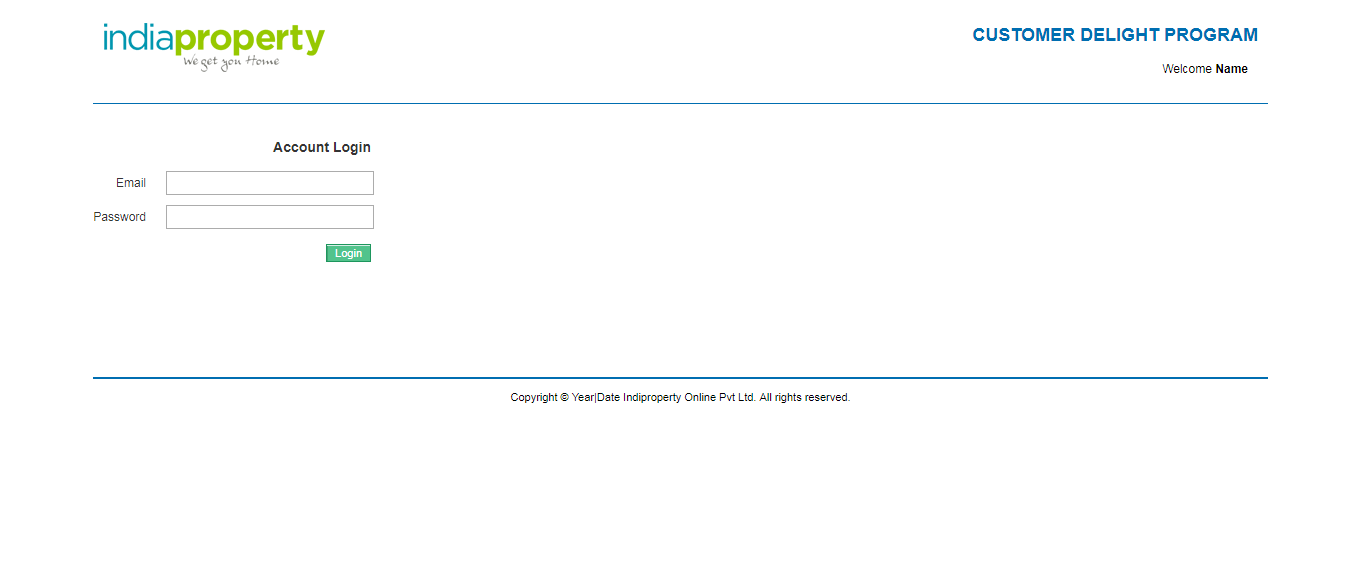 indiaproperty
We get you Home
CUSTOMER DELIGHT PROGRAM
Welcome Name
Account Login
Email
Password
Login
Copyright © Year|Date Indiproperty Online Pvt Ltd. All rights reserved.